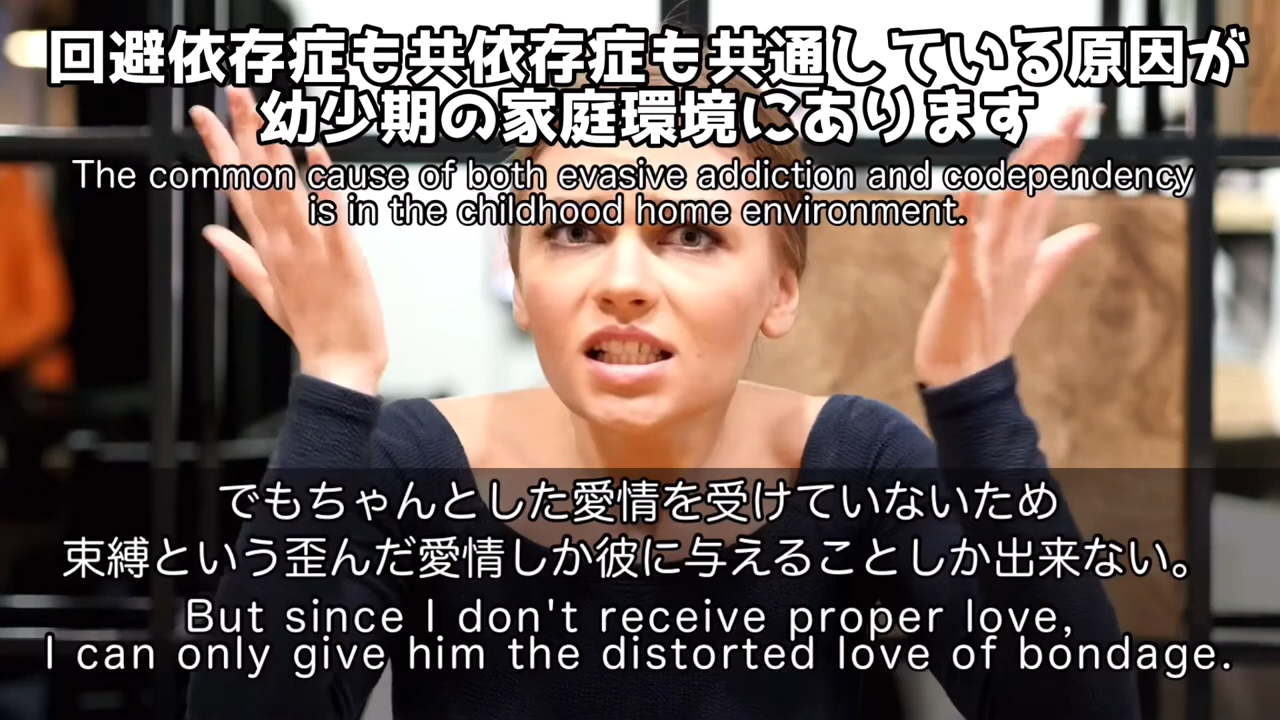 回避依存症も共依存症も共通している原因が
幼少期の家庭環境にあります
The common cause of both evasive addiction and codependency
is in the childhood home environment.
でもちゃんとした愛情を受けていないため
束縛という歪んだ愛情しか彼に与えることしか出来ない。
But since I don't receive proper love,
I can only give him the distorted love of bondage.